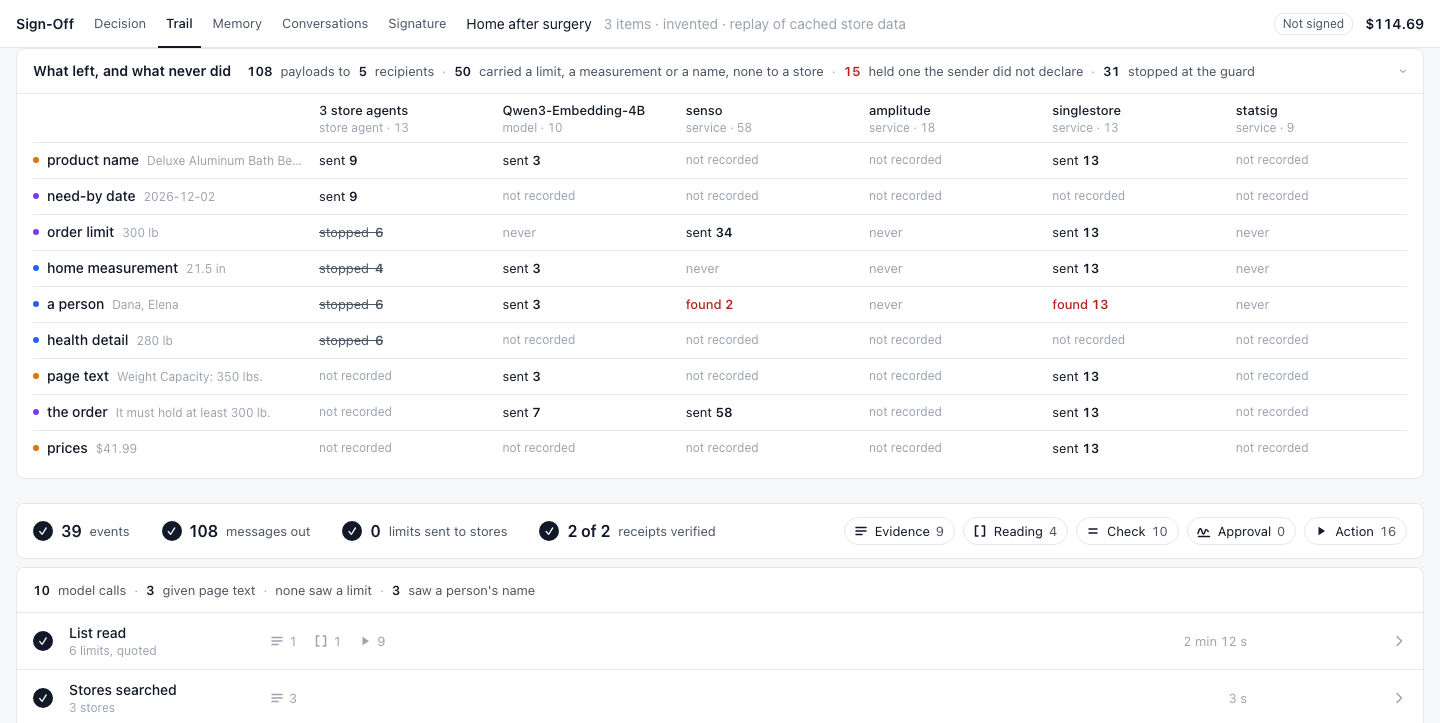 Sign-Off Decision Trail Memory Conversations Signature Home after surgery 3 items · invented · replay of cached store data Not signed $114.69
What left, and what never did 108 payloads to 5 recipients · 50 carried a limit, a measurement or a name, none to a store · 15 held one the sender did not declare · 31 stopped at the guard
3 store agents Qwen3-Embedding-4B senso amplitude singlestore statsig
store agent · 13 model · 10 service · 58 service · 18 service · 13 service · 9
product name Deluxe Aluminum Bath Be... sent 9 sent 3 not recorded not recorded sent 13 not recorded
need-by date 2026-12-02 sent 9 not recorded not recorded not recorded not recorded not recorded
order limit 300 lb stopped 6 never sent 34 never sent 13 never
home measurement 21.5 in stopped 4 sent 3 never never sent 13 never
a person Dana, Elena stopped 6 sent 3 found 2 never found 13 never
health detail 280 lb stopped 6 not recorded not recorded not recorded not recorded not recorded
page text Weight Capacity: 350 lbs. not recorded sent 3 not recorded not recorded sent 13 not recorded
the order It must hold at least 300 lb. not recorded sent 7 sent 58 not recorded sent 13 not recorded
prices $41.99 not recorded not recorded not recorded not recorded sent 13 not recorded
39 events 108 messages out 0 limits sent to stores 2 of 2 receipts verified Evidence 9 Reading 4 Check 10 Approval 0 Action 16
10 model calls · 3 given page text · none saw a limit · 3 saw a person's name
List read 1 1 9 2 min 12 s
6 limits, quoted
Stores searched 3 3 s
3 stores